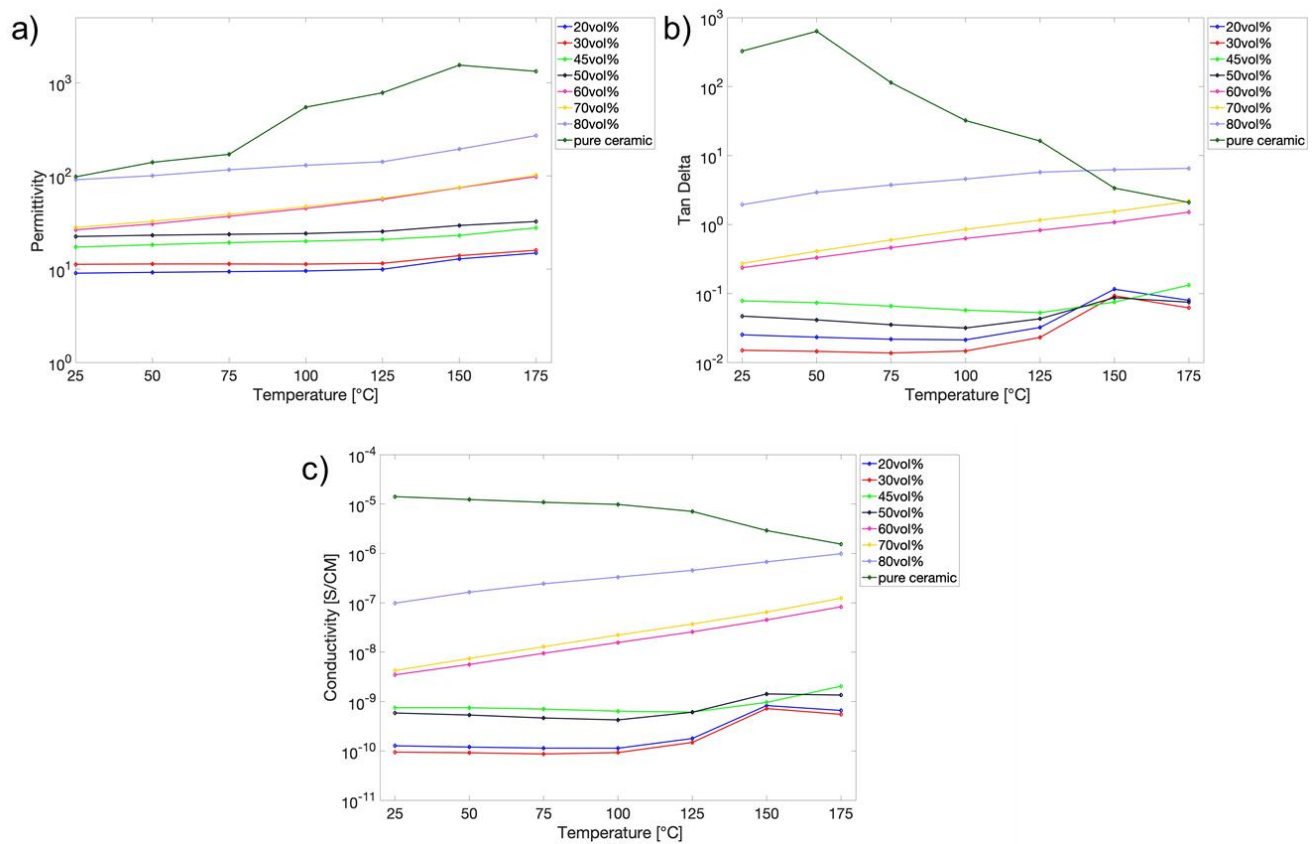 a)
Permittivity
10^3
10^2
10^1
10^0
25 50 75 100 125 150 175
Temperature [°C]
20vol%
30vol%
45vol%
50vol%
60vol%
70vol%
80vol%
pure ceramic
b)
Tan Delta
10^3
10^2
10^1
10^0
10^-1
10^-2
25 50 75 100 125 150 175
Temperature [°C]
20vol%
30vol%
45vol%
50vol%
60vol%
70vol%
80vol%
pure ceramic
c)
Conductivity [S/CM]
10^-4
10^-5
10^-6
10^-7
10^-8
10^-9
10^-10
10^-11
25 50 75 100 125 150 175
Temperature [°C]
20vol%
30vol%
45vol%
50vol%
60vol%
70vol%
80vol%
pure ceramic